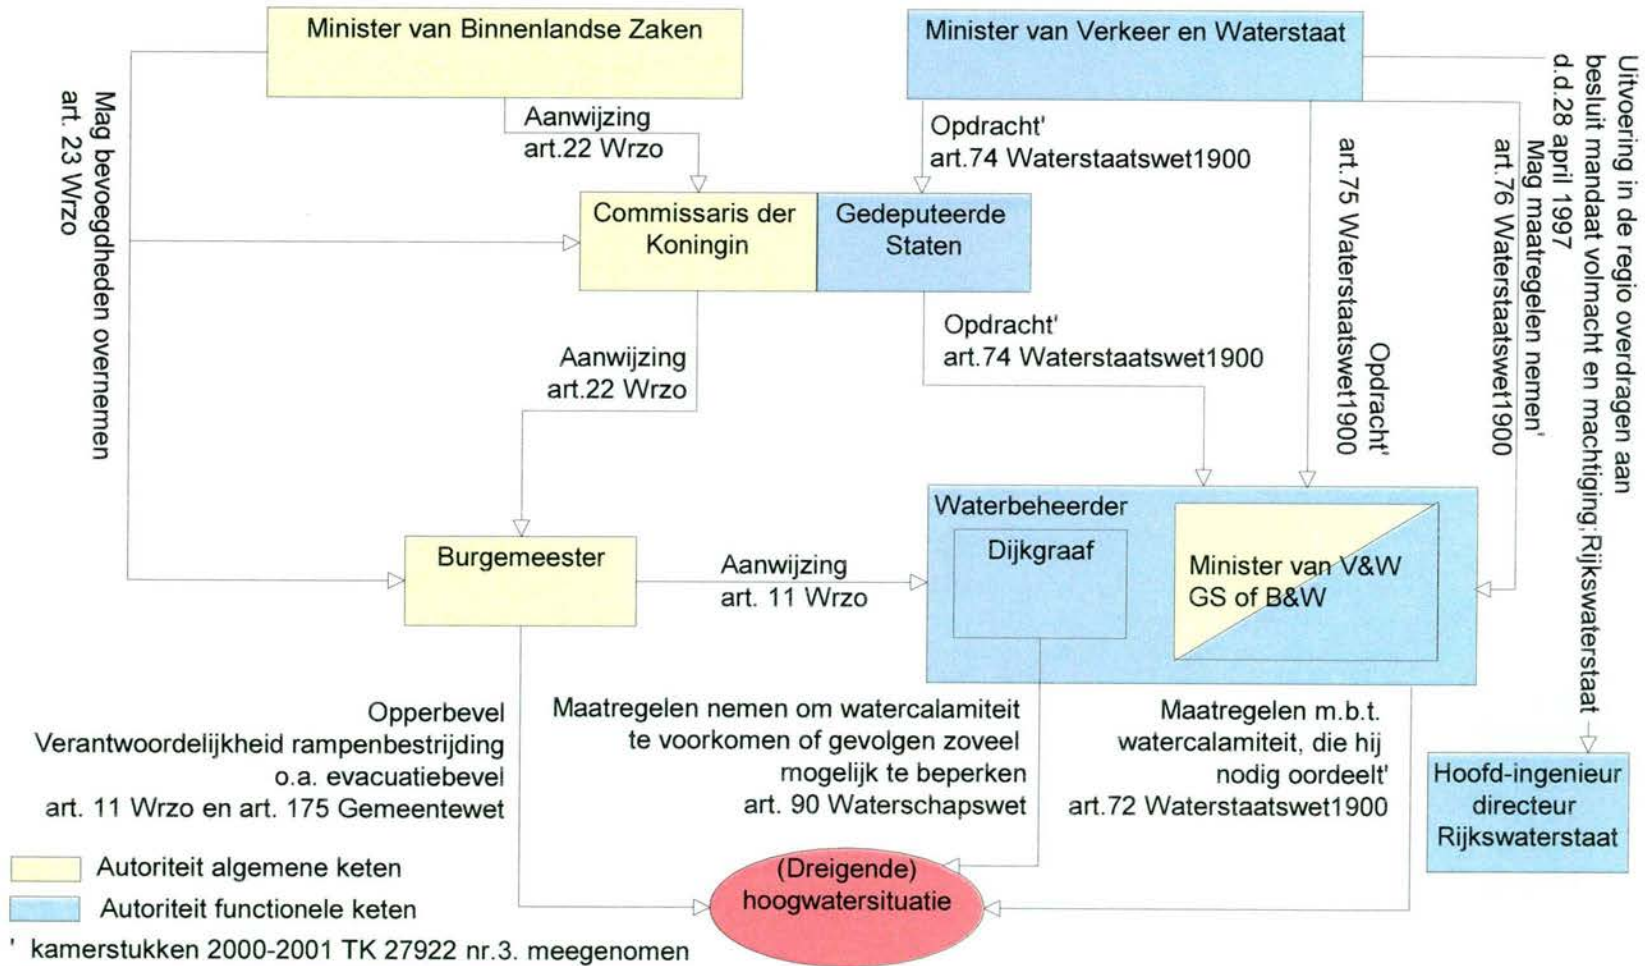 Minister van Binnenlandse Zaken
Minister van Verkeer en Waterstaat
Uitvoering in de regio overdragen aan
besluit mandaat volmacht en machtiging;Rijkswaterstaat
d.d.28 april 1997
Mag bevoegdheden overnemen
art. 23 Wrzo
Aanwijzing
art.22 Wrzo
Opdracht'
art.74 Waterstaatswet1900
Opdracht'
art.75 Waterstaatswet1900
Mag maatregelen nemen'
art.76 Waterstaatswet1900
Commissaris der
Koningin
Gedeputeerde
Staten
Aanwijzing
art.22 Wrzo
Opdracht'
art.74 Waterstaatswet1900
Burgemeester
Aanwijzing
art. 11 Wrzo
Waterbeheerder
Dijkgraaf
Minister van V&W
GS of B&W
Opperbevel
Verantwoordelijkheid rampenbestrijding
o.a. evacuatiebevel
art. 11 Wrzo en art. 175 Gemeentewet
Maatregelen nemen om watercalamiteit
te voorkomen of gevolgen zoveel
mogelijk te beperken
art. 90 Waterschapswet
Maatregelen m.b.t.
watercalamiteit, die hij
nodig oordeelt'
art.72 Waterstaatswet1900
Hoofd-ingenieur
directeur
Rijkswaterstaat
(Dreigende)
hoogwatersituatie
Autoriteit algemene keten
Autoriteit functionele keten
' kamerstukken 2000-2001 TK 27922 nr.3. meegenomen